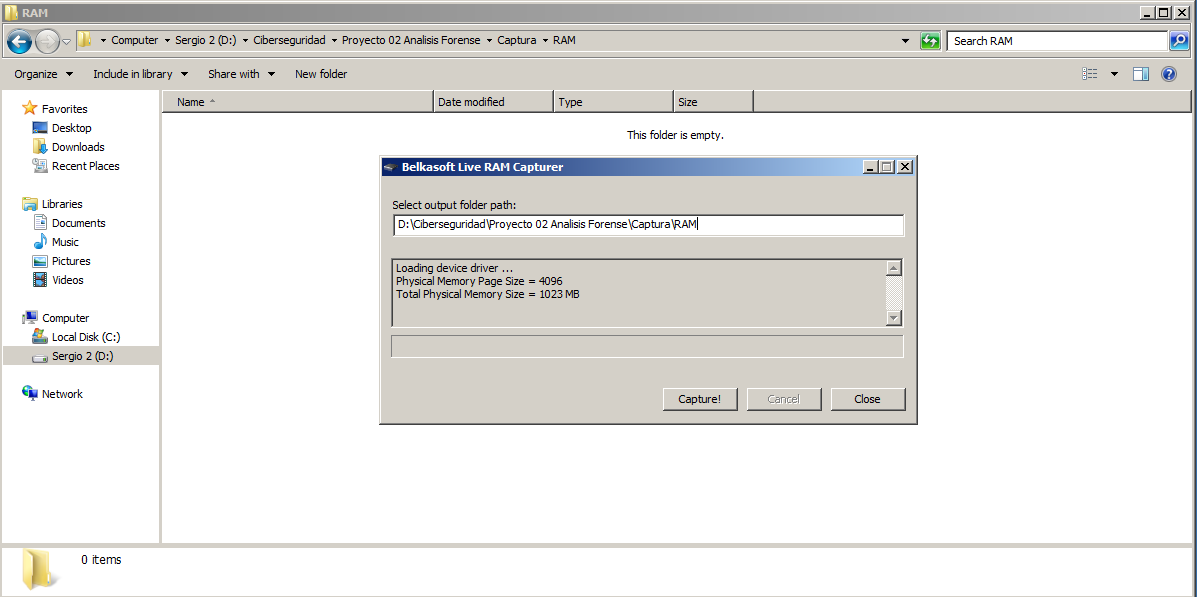 RAM
Computer Sergio 2 (D:) Ciberseguridad Proyecto 02 Analisis Forense Captura RAM
Search RAM
Organize Include in library Share with New folder
Name Date modified Type Size
This folder is empty.
Favorites
Desktop
Downloads
Recent Places
Libraries
Documents
Music
Pictures
Videos
Computer
Local Disk (C:)
Sergio 2 (D:)
Network
Belkasoft Live RAM Capturer
Select output folder path:
D:\Ciberseguridad\Proyecto 02 Analisis Forense\Captura\RAM
Loading device driver ...
Physical Memory Page Size = 4096
Total Physical Memory Size = 1023 MB
Capture! Cancel Close
0 items